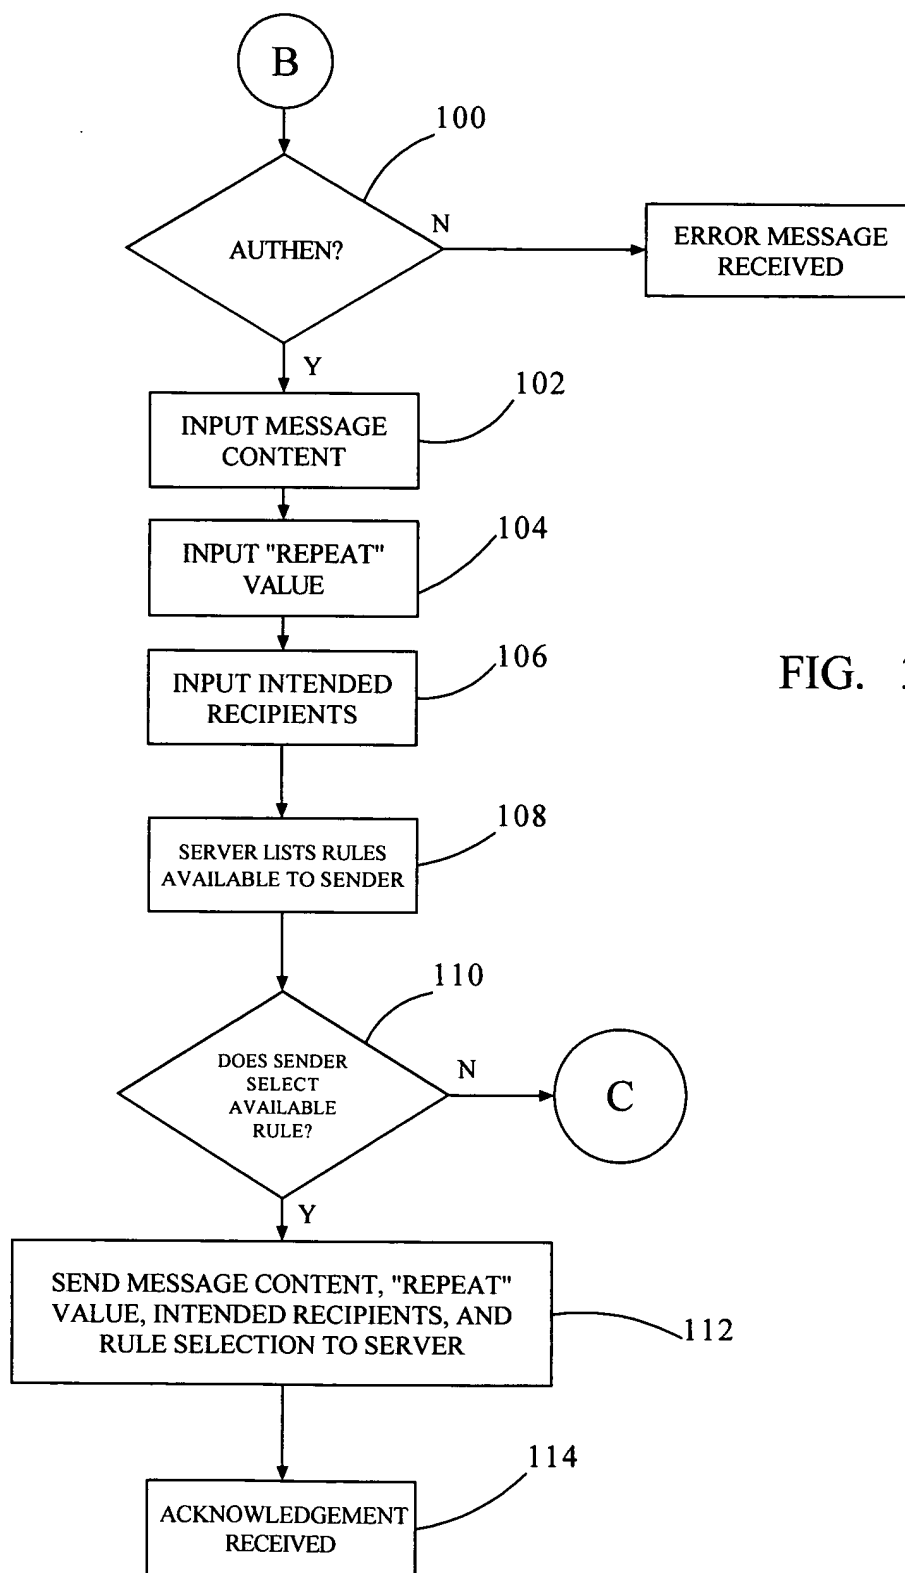 B
100
AUTHEN?
N
ERROR MESSAGE
RECEIVED
Y
102
INPUT MESSAGE
CONTENT
104
INPUT "REPEAT"
VALUE
106
INPUT INTENDED
RECIPIENTS
FIG.
108
SERVER LISTS RULES
AVAILABLE TO SENDER
110
DOES SENDER
SELECT
AVAILABLE
RULE?
N
C
Y
SEND MESSAGE CONTENT, "REPEAT"
VALUE, INTENDED RECIPIENTS, AND
RULE SELECTION TO SERVER
112
114
ACKNOWLEDGEMENT
RECEIVED